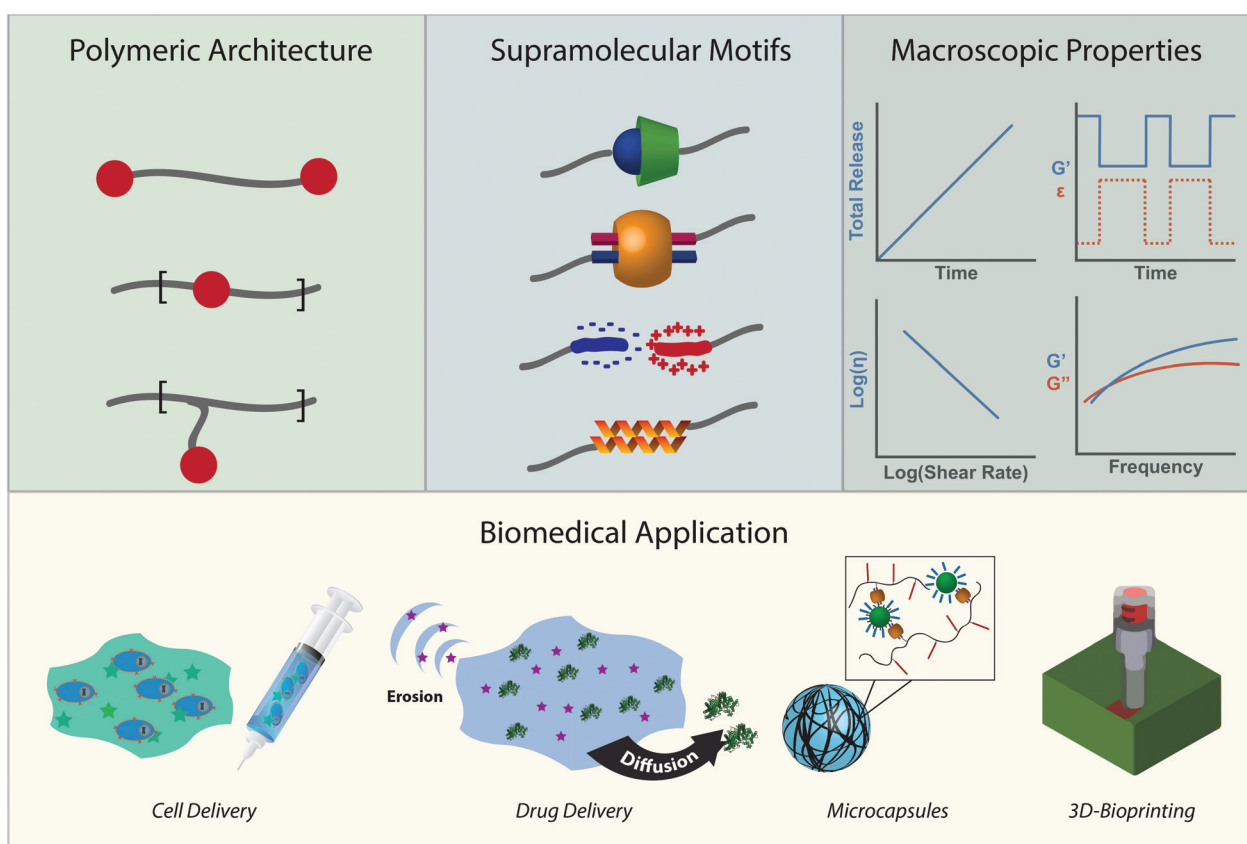 Polymeric Architecture
[ ]
[ ]
Supramolecular Motifs
Macroscopic Properties
Total Release
Time
G’
ε
Time
Log(η)
Log(Shear Rate)
G’
G”
Frequency
Biomedical Application
Erosion
Diffusion
Cell Delivery
Drug Delivery
Microcapsules
3D-Bioprinting